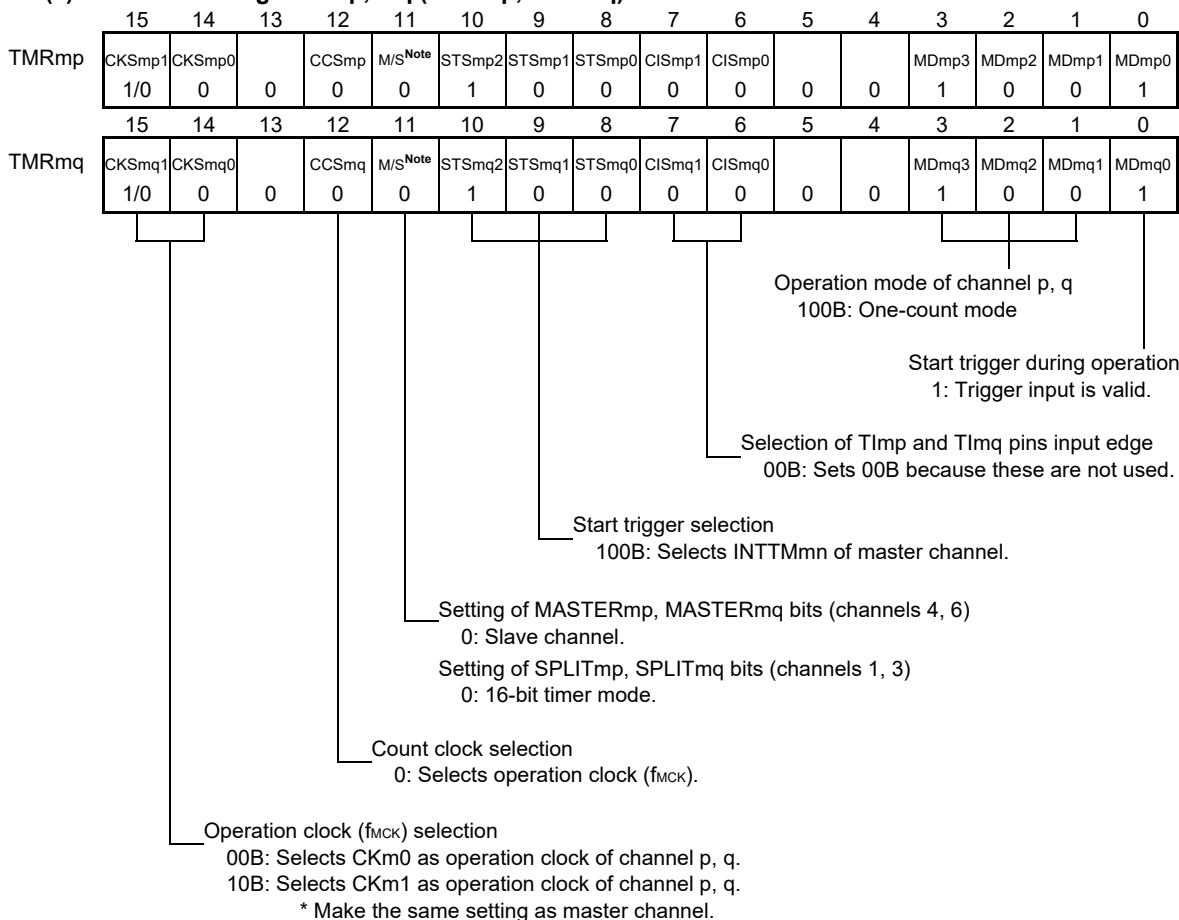 15 14 13 12 11 10 9 8 7 6 5 4 3 2 1 0
TMRmp CKSmp1 CKSmp0 CCSmp M/S Note STSmp2 STSmp1 STSmp0 CISmp1 CISmp0 MDmp3 MDmp2 MDmp1 MDmp0
1/0 0 0 0 0 1 0 0 0 0 0 0 1 0 0 1
15 14 13 12 11 10 9 8 7 6 5 4 3 2 1 0
TMRmq CKSmq1 CKSmq0 CCSmq M/S Note STSmq2 STSmq1 STSmq0 CISmq1 CISmq0 MDmq3 MDmq2 MDmq1 MDmq0
1/0 0 0 0 0 1 0 0 0 0 0 0 1 0 0 1
Operation mode of channel p, q
100B: One-count mode
Start trigger during operation
1: Trigger input is valid.
Selection of TImp and TImq pins input edge
00B: Sets 00B because these are not used.
Start trigger selection
100B: Selects INTTMmn of master channel.
Setting of MASTERmp, MASTERmq bits (channels 4, 6)
0: Slave channel.
Setting of SPLITmp, SPLITmq bits (channels 1, 3)
0: 16-bit timer mode.
Count clock selection
0: Selects operation clock (fMCK).
Operation clock (fMCK) selection
00B: Selects CKm0 as operation clock of channel p, q.
10B: Selects CKm1 as operation clock of channel p, q.
* Make the same setting as master channel.